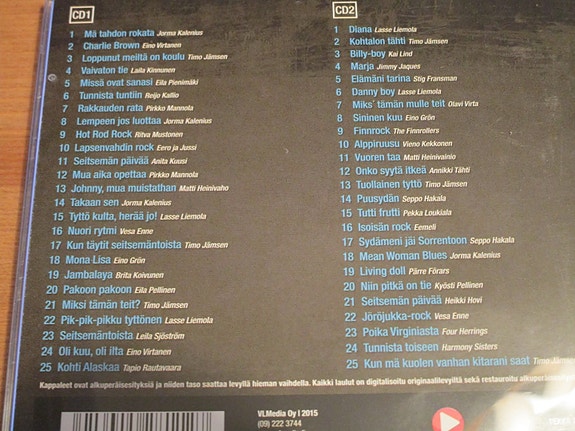 CD1
1 Mä tahdon rokata Jorma Kalenius
2 Charlie Brown Eino Virtanen
3 Loppunut meiltä on koulu Timo Jämsen
4 Vaivaton tie Laila Kinnunen
5 Missä ovat sanasi Eila Pienimäki
6 Tunnista tuntiin Reijo Kallio
7 Rakkauden rata Pirkko Mannola
8 Lempeen jos luottaa Jorma Kalenius
9 Hot Rod Rock Ritva Mustonen
10 Lapsenvahdin rock Eero ja Jussi
11 Seitsemän päivää Anita Kuusi
12 Mua aika opettaa Pirkko Mannola
13 Johnny, mua muistathan Matti Heinivaho
14 Takaan sen Jorma Kalenius
15 Tyttö kulta, herää jo! Lasse Liemola
16 Nuori rytmi Vesa Enne
17 Kun täytit seitsemäntoista Timo Jämsen
18 Mona-Lisa Eino Grön
19 Jambalaya Brita Koivunen
20 Pakoon pakoon Eila Pellinen
21 Miksi tämän teit? Timo Jämsen
22 Pik-pik-pikku tyttönen Lasse Liemola
23 Seitsemäntoista Leila Sjöström
24 Oli kuu, oli ilta Eino Virtanen
25 Kohti Alaskaa Tapio Rautavaara
CD2
1 Diana Lasse Liemola
2 Kohtalon tähti Timo Jämsen
3 Billy-boy Kai Lind
4 Marja Jimmy Jaques
5 Elämäni tarina Stig Fransman
6 Danny boy Lasse Liemola
7 Miks´ tämän mulle teit Olavi Virta
8 Sininen kuu Eino Grön
9 Finnrock The Finnrollers
10 Alppiruusu Vieno Kekkonen
11 Vuoren taa Matti Heinivainio
12 Onko syytä itkeä Annikki Tähti
13 Tuollainen tyttö Timo Jämsen
14 Puusydän Seppo Hakala
15 Tutti frutti Pekka Loukiala
16 Isoisän rock Eemeli
17 Sydämeni jäi Sorrentoon Seppo Hakala
18 Mean Woman Blues Jorma Kalenius
19 Living doll Pärre Förars
20 Niin pitkä on tie Kyösti Pellinen
21 Seitsemän päivää Heikki Hovi
22 Jöröjukka-rock Vesa Enne
23 Poika Virginiasta Four Herrings
24 Tunnista toiseen Harmony Sisters
25 Kun mä kuolen vanhan kitarani saat Timo Jämsen
Kappaleet ovat alkuperäisesityksiä ja niiden taso saattaa levyllä hieman vaihdella. Kaikki laulut on digitalisoitu originaalilevyiltä sekä restauroitu
VLMedia Oy I 2015
(09) 222 3744